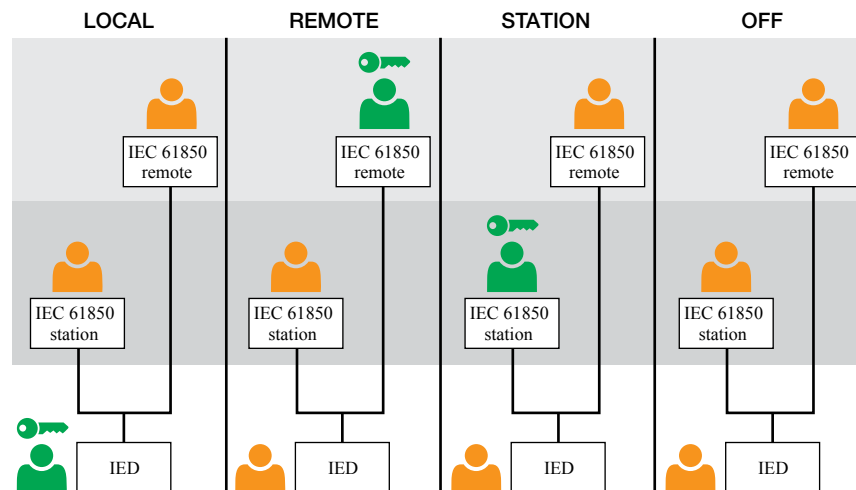 LOCAL REMOTE STATION OFF
IEC 61850 IEC 61850 IEC 61850 IEC 61850
remote remote remote remote
IEC 61850 IEC 61850 IEC 61850 IEC 61850
station station station station
IED IED IED IED